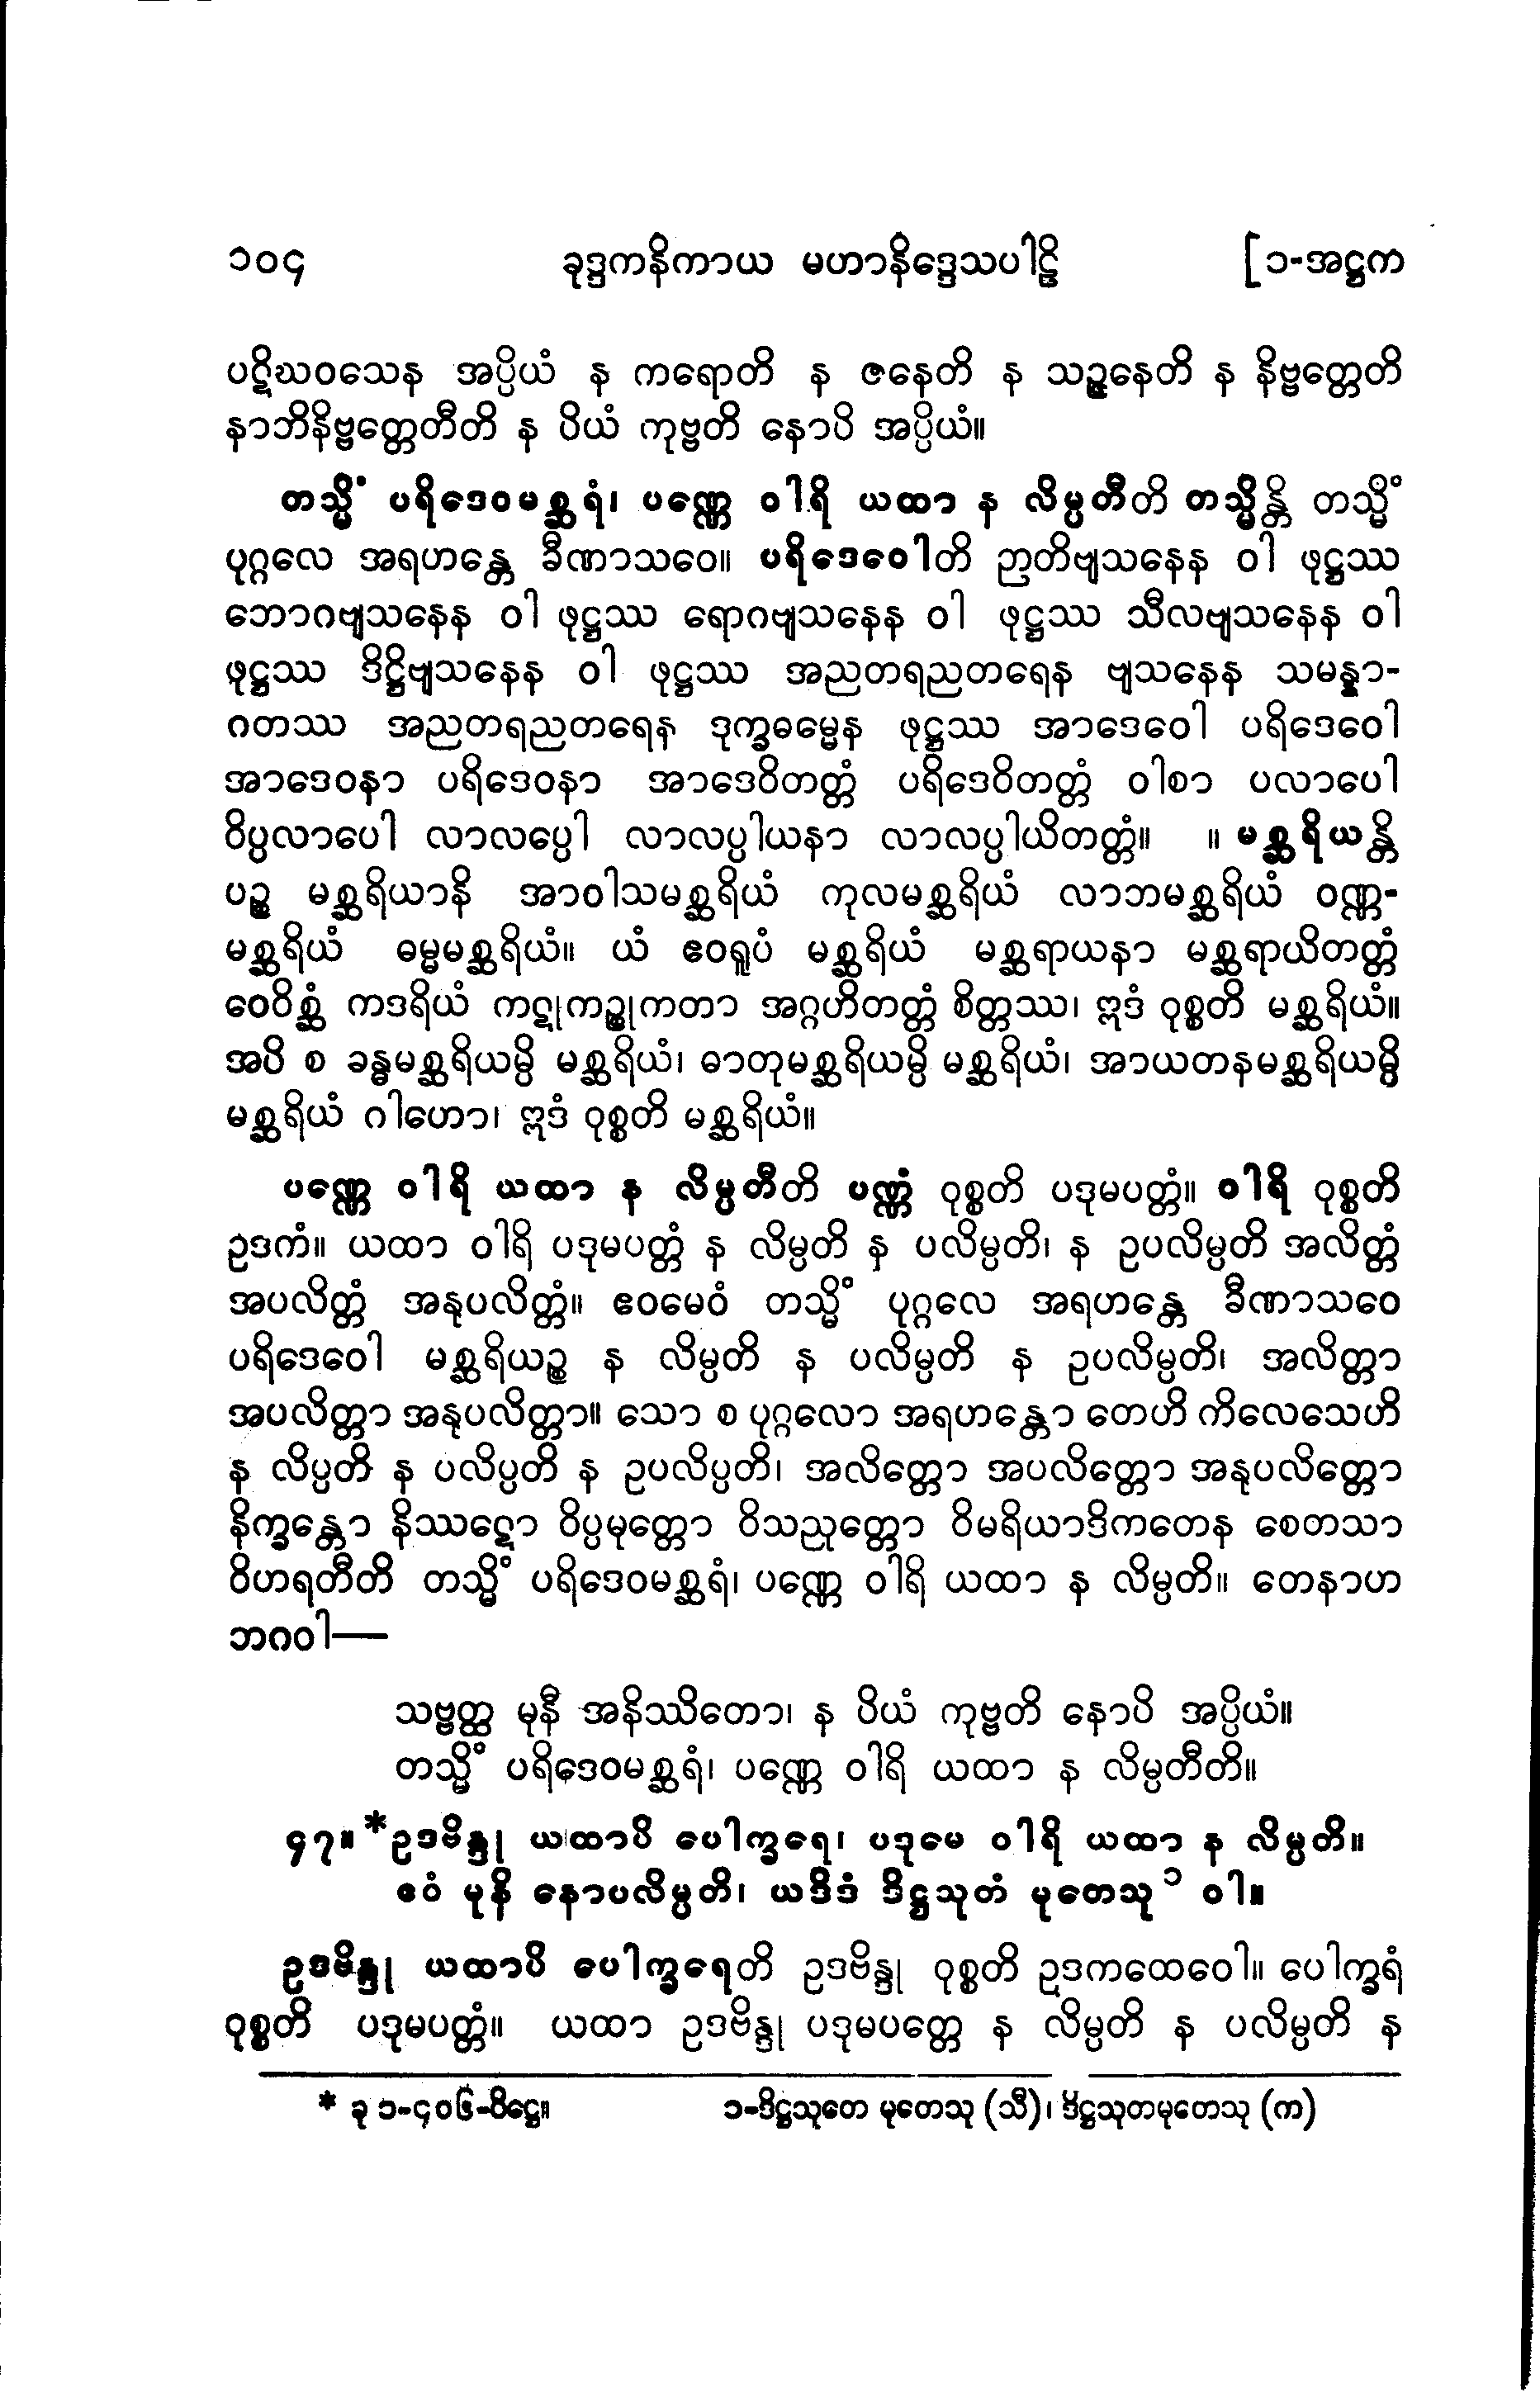 ၁၀၄ ခုဒ္ဒကနိကာယ မဟာနိဒ္ဒေသပါဠိ [၁-အဋ္ဌက
ပဋိဃဝသေန အပ္ပိယံ န ကရောတိ န ဇနေတိ န သဉ္ဇနေတိ န နိဗ္ဗတ္တေတိ
နာဘိနိဗ္ဗတ္တေတီတိ န ပိယံ ကုဗ္ဗတိ နောပိ အပ္ပိယံ။
တသ္မိံ ပရိဒေဝမစ္ဆရံ၊ ပဏ္ဏေ ဝါရိ ယထာ န လိမ္ပတီတိ တသ္မိန္တိ တသ္မိံ
ပုဂ္ဂလေ အရဟန္တေ ခီဏာသဝေ။ ပရိဒေဝေါတိ ဉာတိဗျသနေန ဝါ ဖုဋ္ဌဿ
ဘောဂဗျသနေန ဝါ ဖုဋ္ဌဿ ရောဂဗျသနေန ဝါ ဖုဋ္ဌဿ သီလဗျသနေန ဝါ
ဖုဋ္ဌဿ ဒိဋ္ဌိဗျသနေန ဝါ ဖုဋ္ဌဿ အညတရညတရေန ဗျသနေန သမန္နာ-
ဂတဿ အညတရညတရေန ဒုက္ခဓမ္မေန ဖုဋ္ဌဿ အာဒေဝေါ ပရိဒေဝေါ
အာဒေဝနာ ပရိဒေဝနာ အာဒေဝိတတ္တံ ပရိဒေဝိတတ္တံ ဝါစာ ပလာပေါ
ဝိပ္ပလာပေါ လာလပ္ပေါ လာလပ္ပါယနာ လာလပ္ပါယိတတ္တံ။ ။ မစ္ဆရိယန္တိ
ပဉ္စ မစ္ဆရိယာနိ အာဝါသမစ္ဆရိယံ ကုလမစ္ဆရိယံ လာဘမစ္ဆရိယံ ဝဏ္ဏ-
မစ္ဆရိယံ ဓမ္မမစ္ဆရိယံ။ ယံ ဧဝရူပံ မစ္ဆရိယံ မစ္ဆရာယနာ မစ္ဆရာယိတတ္တံ
ဝေဝိစ္ဆံ ကဒရိယံ ကဋုကဉ္စုကတာ အဂ္ဂဟိတတ္တံ စိတ္တဿ၊ ဣဒံ ဝုစ္စတိ မစ္ဆရိယံ။
အပိ စ ခန္ဓမစ္ဆရိယမ္ပိ မစ္ဆရိယံ၊ ဓာတုမစ္ဆရိယမ္ပိ မစ္ဆရိယံ၊ အာယတနမစ္ဆရိယမ္ပိ
မစ္ဆရိယံ ဂါဟော၊ ဣဒံ ဝုစ္စတိ မစ္ဆရိယံ။
ပဏ္ဏေ ဝါရိ ယထာ န လိမ္ပတီတိ ပဏ္ဏံ ဝုစ္စတိ ပဒုမပတ္တံ။ ဝါရိ ဝုစ္စတိ
ဥဒကံ။ ယထာ ဝါရိ ပဒုမပတ္တံ န လိမ္ပတိ န ပလိမ္ပတိ၊ န ဥပလိမ္ပတိ အလိတ္တံ
အပလိတ္တံ အနုပလိတ္တံ။ ဧဝမေဝံ တသ္မိံ ပုဂ္ဂလေ အရဟန္တေ ခီဏာသဝေ
ပရိဒေဝေါ မစ္ဆရိယဉ္စ န လိမ္ပတိ န ပလိမ္ပတိ န ဥပလိမ္ပတိ၊ အလိတ္တာ
အပလိတ္တာ အနုပလိတ္တာ။ သော စ ပုဂ္ဂလော အရဟန္တော တေဟိ ကိလေသေဟိ
န လိပ္ပတိ န ပလိပ္ပတိ န ဥပလိပ္ပတိ၊ အလိတ္တော အပလိတ္တော အနုပလိတ္တော
နိက္ခန္တော နိဿဋော ဝိပ္ပမုတ္တော ဝိသညုတ္တော ဝိမရိယာဒိကတေန စေတသာ
ဝိဟရတီတိ တသ္မိံ ပရိဒေဝမစ္ဆရံ၊ ပဏ္ဏေ ဝါရိ ယထာ န လိမ္ပတိ။ တေနာဟ
ဘဂဝါ—
သဗ္ဗတ္ထ မုနီ အနိဿိတော၊ န ပိယံ ကုဗ္ဗတိ နောပိ အပ္ပိယံ။
တသ္မိံ ပရိဒေဝမစ္ဆရံ၊ ပဏ္ဏေ ဝါရိ ယထာ န လိမ္ပတီတိ။
၄၇။ *ဥဒဗိန္ဒု ယထာပိ ပေါက္ခရေ၊ ပဒုမေ ဝါရိ ယထာ န လိမ္ပတိ။
ဧဝံ မုနိ နောပလိမ္ပတိ၊ ယဒိဒံ ဒိဋ္ဌသုတံ မုတေသု ၁ ဝါ။
ဥဒဗိန္ဒု ယထာပိ ပေါက္ခရေတိ ဥဒဗိန္ဒု ဝုစ္စတိ ဥဒကထေဝေါ။ ပေါက္ခရံ
ဝုစ္စတိ ပဒုမပတ္တံ။ ယထာ ဥဒဗိန္ဒု ပဒုမပတ္တေ န လိမ္ပတိ န ပလိမ္ပတိ န
* ခု ၁-၄၀၆-ပိဋ္ဌေ။ ၁-ဒိဋ္ဌသုတေ မုတေသု (သီ)၊ ဒိဋ္ဌသုတမုတေသု (က)